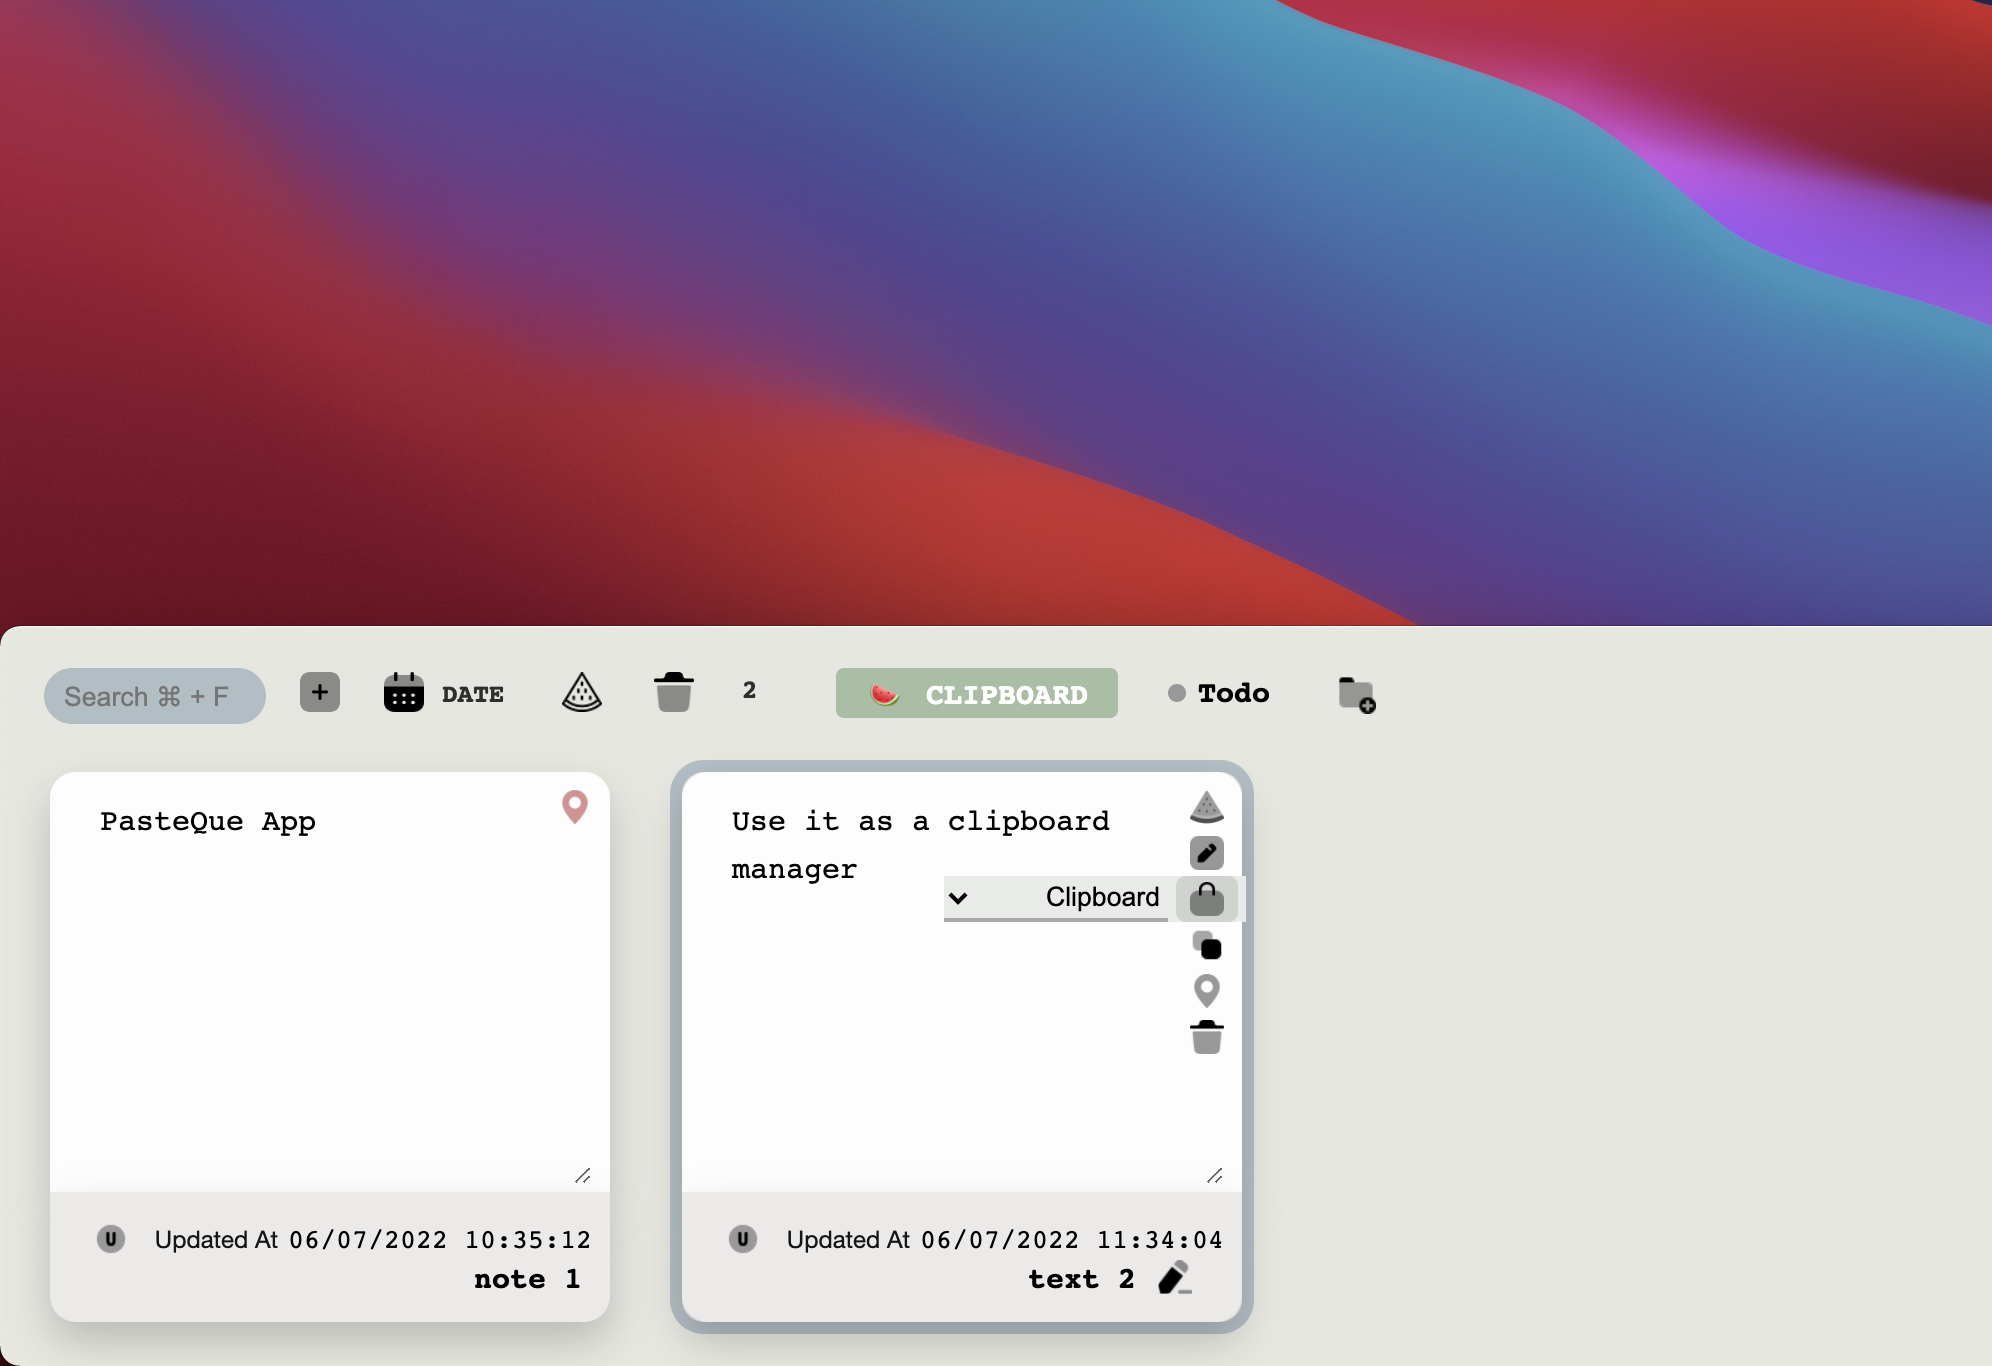 Search ⌘ + F
DATE
2
CLIPBOARD
Todo
PasteQue App
Updated At 06/07/2022 10:35:12
note 1
Use it as a clipboard
manager
Clipboard
Updated At 06/07/2022 11:34:04
text 2